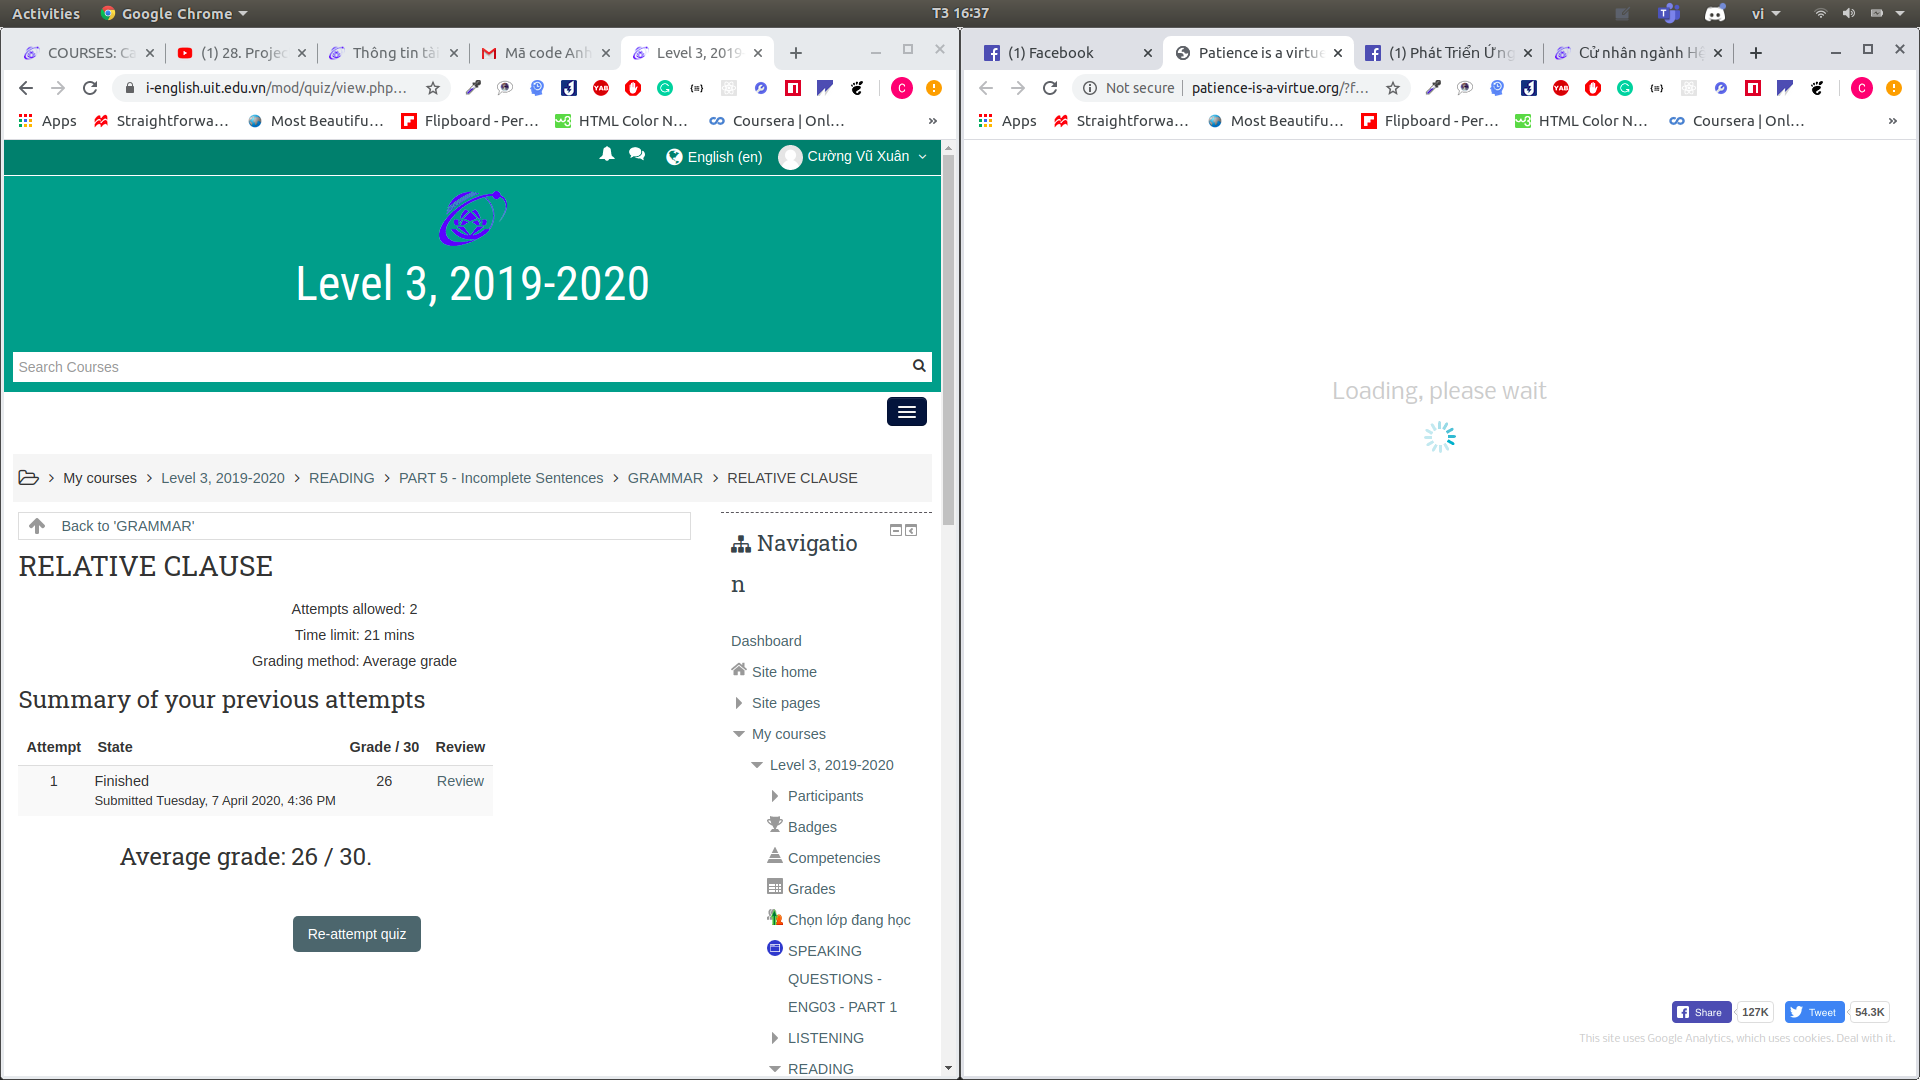 Activities
Google Chrome
T3 16:37
vi
COURSES: Ca
(1) 28. Projec
Thông tin tài
Mã code Anh
Level 3, 2019-
i-english.uit.edu.vn/mod/quiz/view.php...
Apps
Straightforwa...
Most Beautifu...
Flipboard - Per...
HTML Color N...
Coursera | Onl...
»
English (en)
Cường Vũ Xuân
Level 3, 2019-2020
Search Courses
My courses
Level 3, 2019-2020
READING
PART 5 - Incomplete Sentences
GRAMMAR
RELATIVE CLAUSE
Back to 'GRAMMAR'
RELATIVE CLAUSE
Attempts allowed: 2
Time limit: 21 mins
Grading method: Average grade
Summary of your previous attempts
Attempt State Grade / 30 Review
1 Finished 26 Review
Submitted Tuesday, 7 April 2020, 4:36 PM
Average grade: 26 / 30.
Re-attempt quiz
Navigatio
n
Dashboard
Site home
Site pages
My courses
Level 3, 2019-2020
Participants
Badges
Competencies
Grades
Chọn lớp đang học
SPEAKING
QUESTIONS -
ENG03 - PART 1
LISTENING
READING
(1) Facebook
Patience is a virtue
(1) Phát Triển Ứng
Cử nhân ngành Hệ
Not secure
patience-is-a-virtue.org/?f...
Apps
Straightforwa...
Most Beautifu...
Flipboard - Per...
HTML Color N...
Coursera | Onl...
»
Loading, please wait
Share
127K
Tweet
54.3K
This site uses Google Analytics, which uses cookies. Deal with it.